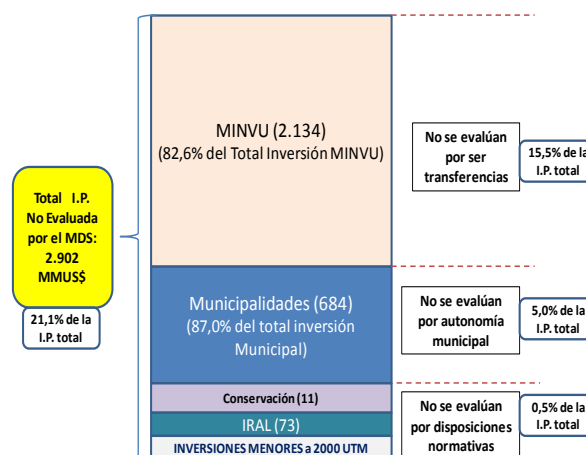 MINVU (2.134)
(82,6% del Total Inversión MINVU)
No se evalúan
por ser
transferencias
15,5% de la
I.P. total
Total I.P.
No Evaluada
por el MDS:
2.902
MMUS$
21,1% de la
I.P. total
Municipalidades (684)
(87,0% del total inversión
Municipal)
No se evalúan
por autonomía
municipal
5,0% de la
I.P. total
Conservación (11)
IRAL (73)
INVERSIONES MENORES a 2000 UTM
No se evalúan
por disposiciones
normativas
0,5% de la
I.P. total